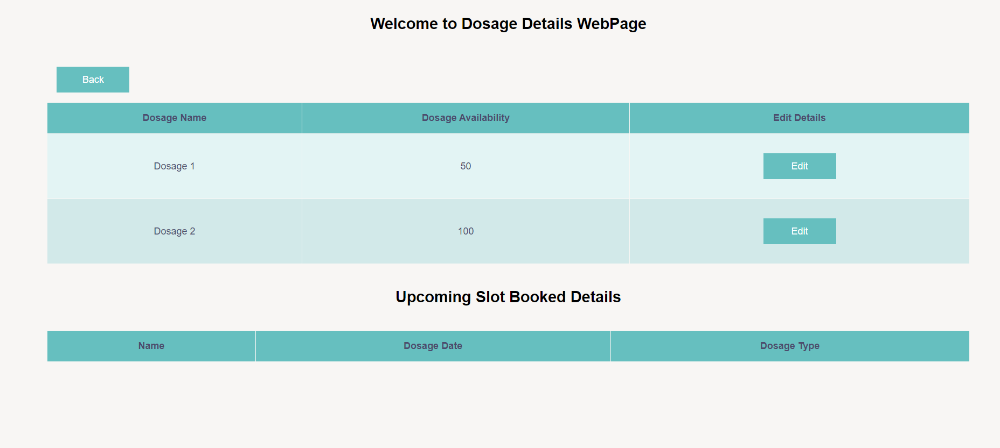 Welcome to Dosage Details WebPage
Back
Dosage Name Dosage Availability Edit Details
Dosage 1 50 Edit
Dosage 2 100 Edit
Upcoming Slot Booked Details
Name Dosage Date Dosage Type